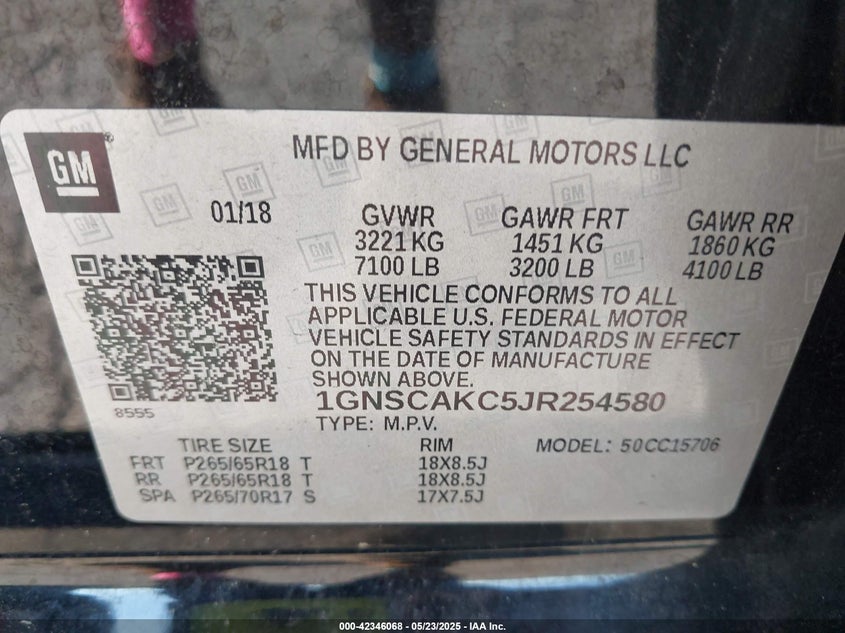 GM
MFD BY GENERAL MOTORS LLC
01/18 GVWR GAWR FRT GAWR RR
3221 KG 1451 KG 1860 KG
7100 LB 3200 LB 4100 LB
THIS VEHICLE CONFORMS TO ALL
APPLICABLE U.S. FEDERAL MOTOR
VEHICLE SAFETY STANDARDS IN EFFECT
ON THE DATE OF MANUFACTURE
SHOWN ABOVE.
8555
1GNSCAKC5JR254580
TYPE: M.P.V.
TIRE SIZE RIM MODEL: 50CC15706
FRT P265/65R18 T 18X8.5J
RR P265/65R18 T 18X8.5J
SPA P265/70R17 S 17X7.5J
000-42346068 - 05/23/2025 - IAA Inc.